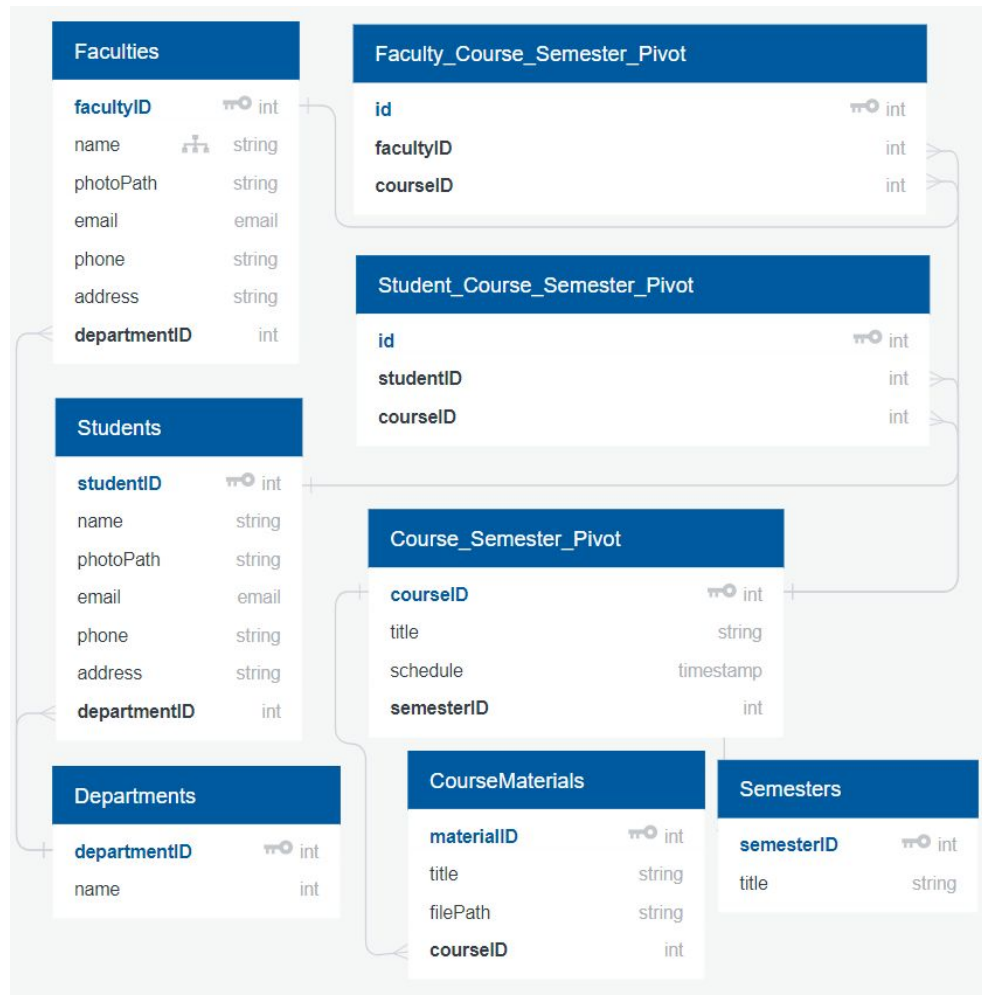 Faculties
facultyID int
name string
photoPath string
email email
phone string
address string
departmentID int
Faculty_Course_Semester_Pivot
id int
facultyID int
courseID int
Student_Course_Semester_Pivot
id int
studentID int
courseID int
Students
studentID int
name string
photoPath string
email email
phone string
address string
departmentID int
Course_Semester_Pivot
courseID int
title string
schedule timestamp
semesterID int
Departments
departmentID int
name int
CourseMaterials
materialID int
title string
filePath string
courseID int
Semesters
semesterID int
title string